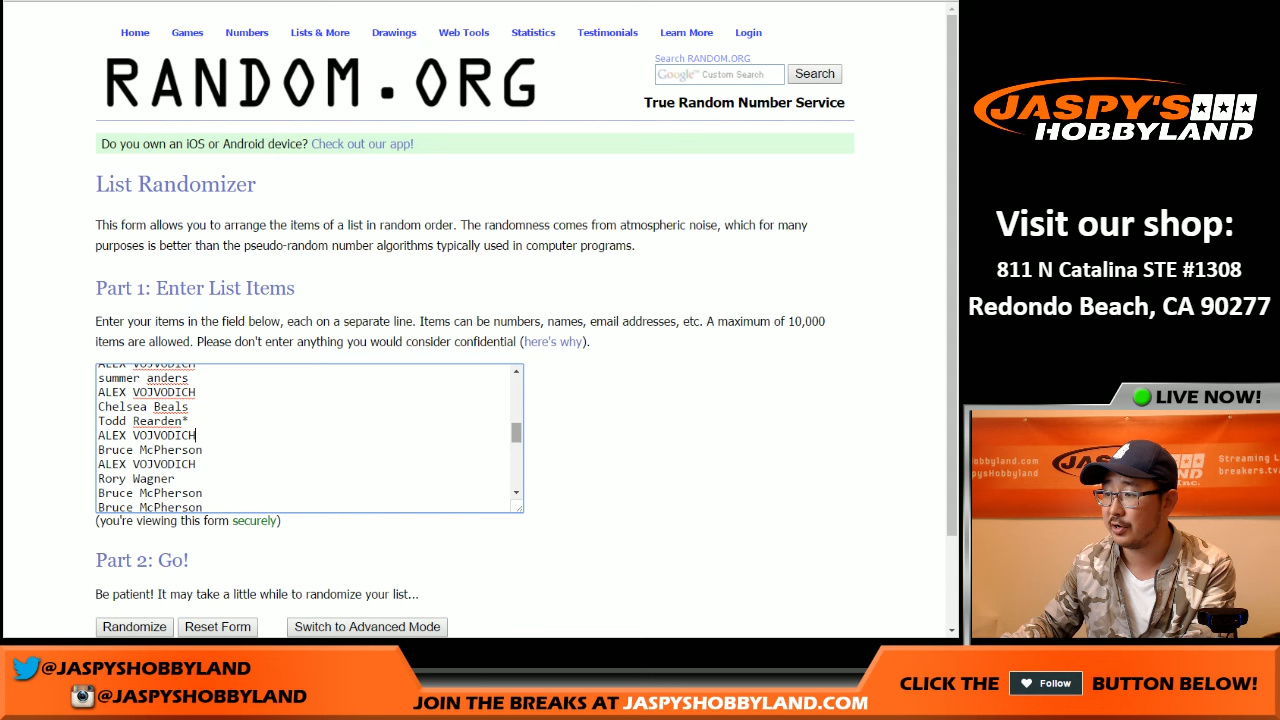 Home Games Numbers Lists & More Drawings Web Tools Statistics Testimonials Learn More Login
RANDOM.ORG
Search RANDOM.ORG
Google™ Custom Search Search
True Random Number Service
Do you own an iOS or Android device? Check out our app!
List Randomizer
This form allows you to arrange the items of a list in random order. The randomness comes from atmospheric noise, which for many
purposes is better than the pseudo-random number algorithms typically used in computer programs.
Part 1: Enter List Items
Enter your items in the field below, each on a separate line. Items can be numbers, names, email addresses, etc. A maximum of 10,000
items are allowed. Please don't enter anything you would consider confidential (here's why).
ALEX VOJVODICH
summer anders
ALEX VOJVODICH
Chelsea Beals
Todd Rearden*
ALEX VOJVODICH
Bruce McPherson
ALEX VOJVODICH
Rory Wagner
Bruce McPherson
Bruce McPherson
(you're viewing this form securely)
Part 2: Go!
Be patient! It may take a little while to randomize your list...
Randomize Reset Form Switch to Advanced Mode
JASPY'S
HOBBYLAND
Visit our shop:
811 N Catalina STE #1308
Redondo Beach, CA 90277
LIVE NOW!
Streaming L
breakers.tv
@JASPYSHOBBYLAND
@JASPYSHOBBYLAND
JOIN THE BREAKS AT JASPYSHOBBYLAND.COM
CLICK THE Follow BUTTON BELOW!